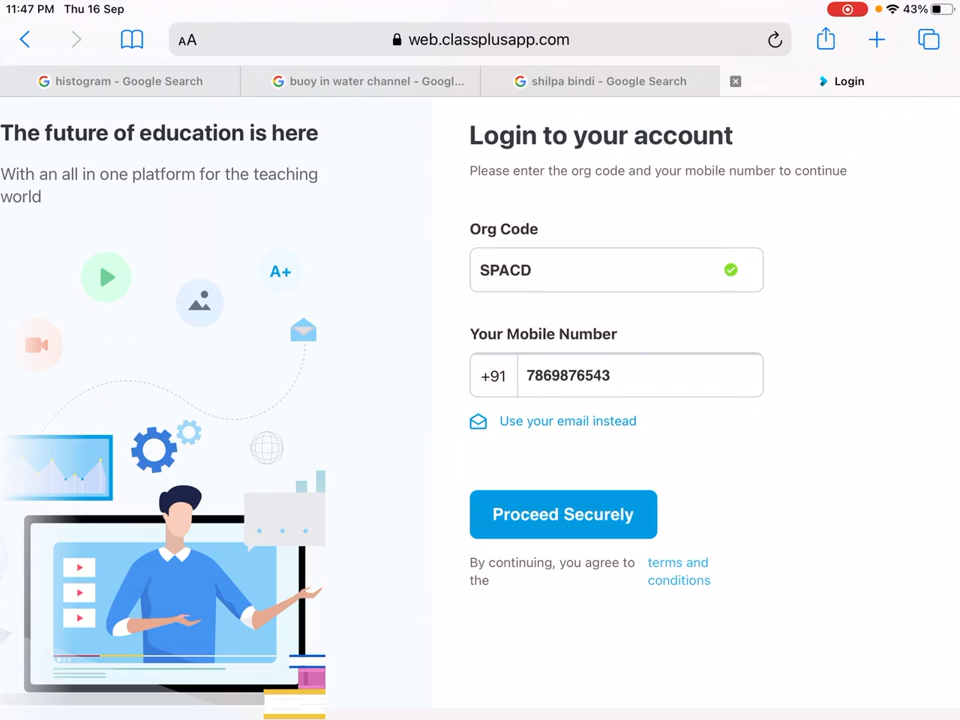 11:47 PM Thu 16 Sep 43%
AA web.classplusapp.com
histogram - Google Search buoy in water channel - Googl... shilpa bindi - Google Search Login
The future of education is here
With an all in one platform for the teaching
world
A+
Login to your account
Please enter the org code and your mobile number to continue
Org Code
SPACD
Your Mobile Number
+91 7869876543
Use your email instead
Proceed Securely
By continuing, you agree to the terms and conditions